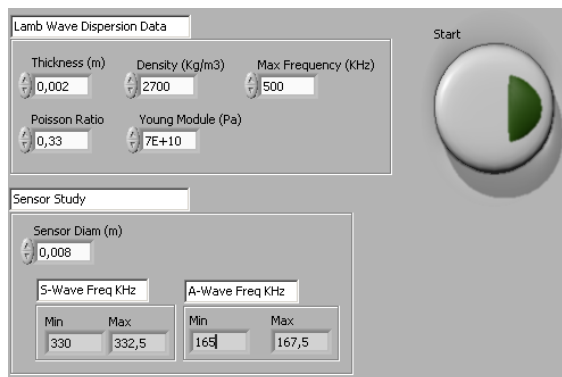 Lamb Wave Dispersion Data
Start
Thickness (m) Density (Kg/m3) Max Frequency (KHz)
0,002 2700 500
Poisson Ratio Young Module (Pa)
0,33 7E+10
Sensor Study
Sensor Diam (m)
0,008
S-Wave Freq KHz A-Wave Freq KHz
Min Max Min Max
330 332,5 165 167,5